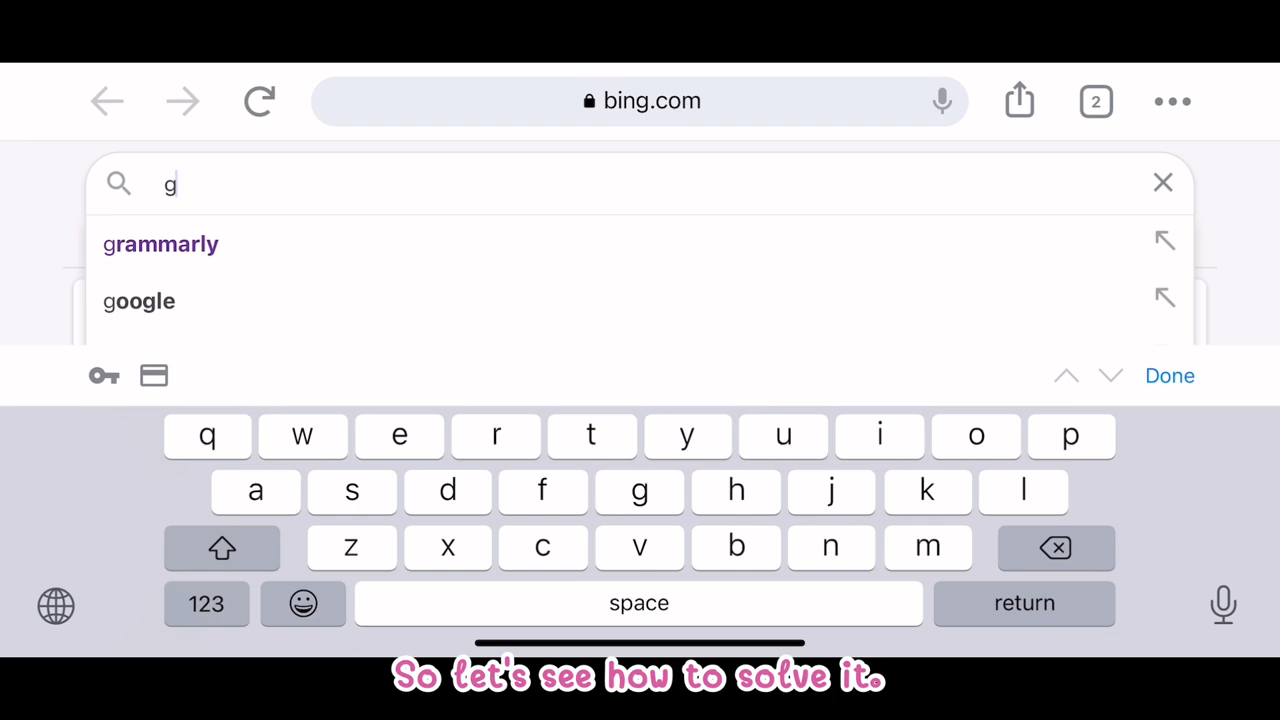 bing.com
2
g
grammarly
google
Done
q w e r t y u i o p
a s d f g h j k l
z x c v b n m
123 space return
So let's see how to solve it.